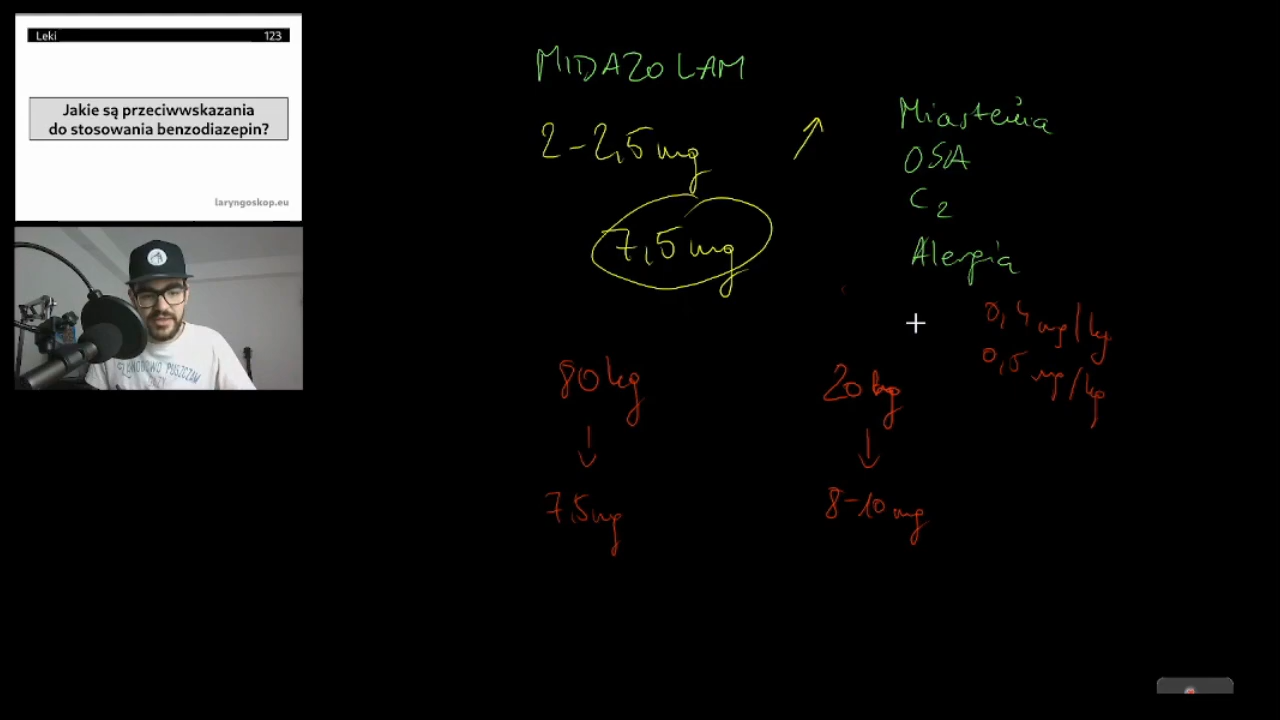 Leki 123
Jakie są przeciwwskazania
do stosowania benzodiazepin?
laryngoskop.eu
MIDAZOLAM
2-2,5 mg
7,5 mg
Miastenia
OSA
C2
Alergia
0,4 mg/kg
0,5 mg/kg
80 kg
7,5 mg
20 kg
8-10 mg
PUSZCZAM